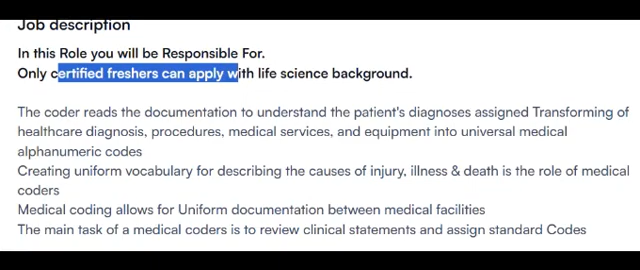 Job description
In this Role you will be Responsible For.
Only certified freshers can apply with life science background.
The coder reads the documentation to understand the patient's diagnoses assigned Transforming of
healthcare diagnosis, procedures, medical services, and equipment into universal medical
alphanumeric codes
Creating uniform vocabulary for describing the causes of injury, illness & death is the role of medical
coders
Medical coding allows for Uniform documentation between medical facilities
The main task of a medical coders is to review clinical statements and assign standard Codes